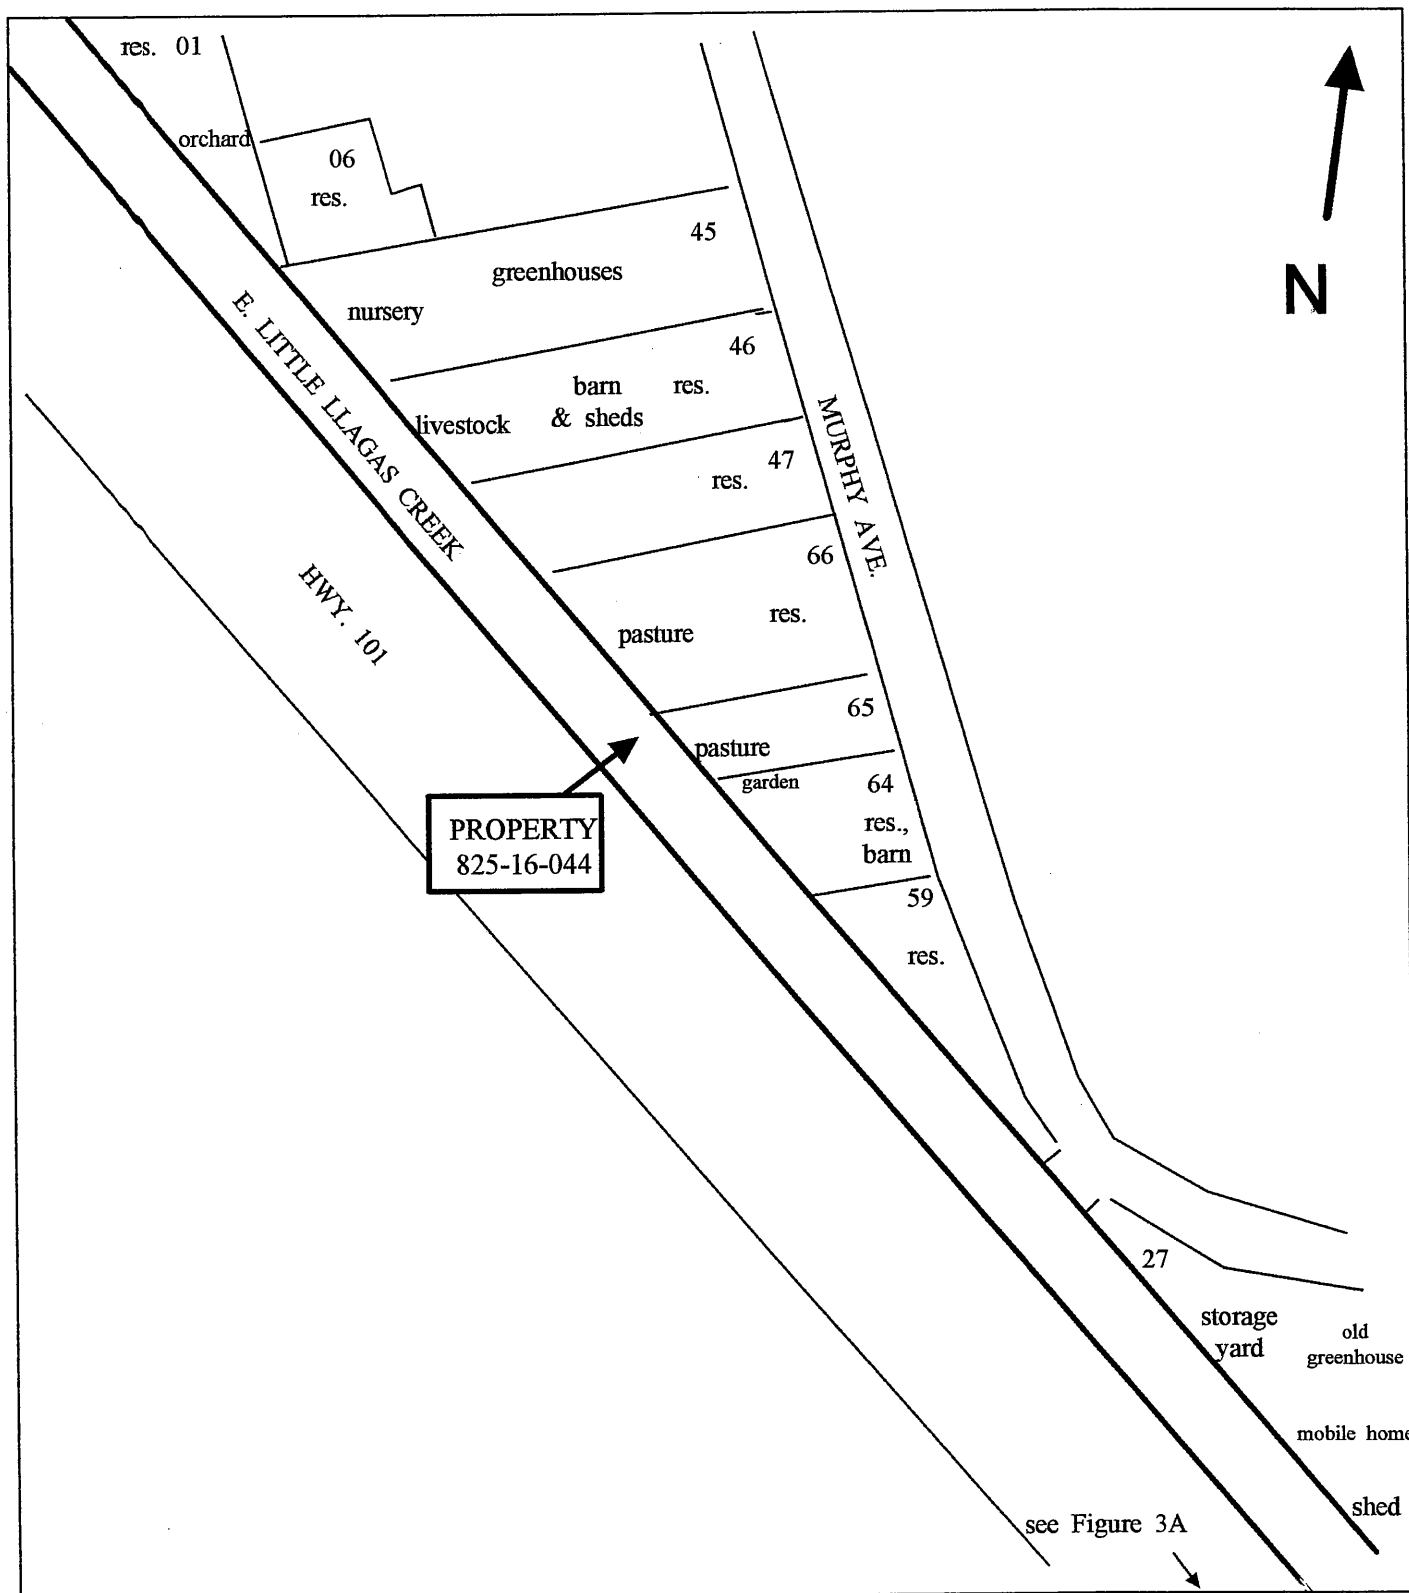 res. 01
orchard
06
res.
45
greenhouses
nursery
N
E. LITTLE LLAGAS CREEK
46
barn res.
livestock & sheds
MURPHY AVE.
47
res.
66
HWY. 101
res.
pasture
65
pasture
garden
64
PROPERTY
825-16-044
res.,
barn
59
res.
27
storage
yard
old
greenhouse
mobile home
shed
see Figure 3A